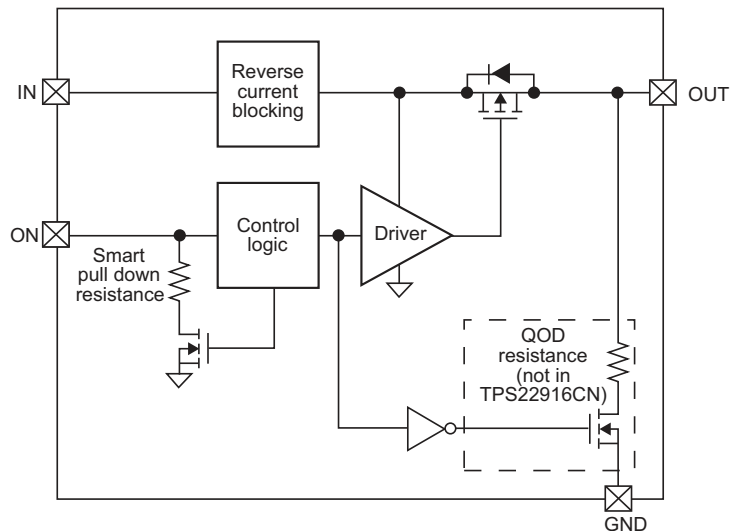 Reverse
current
blocking
IN
OUT
ON
Control
logic
Driver
Smart
pull down
resistance
QOD
resistance
(not in
TPS22916CN)
GND